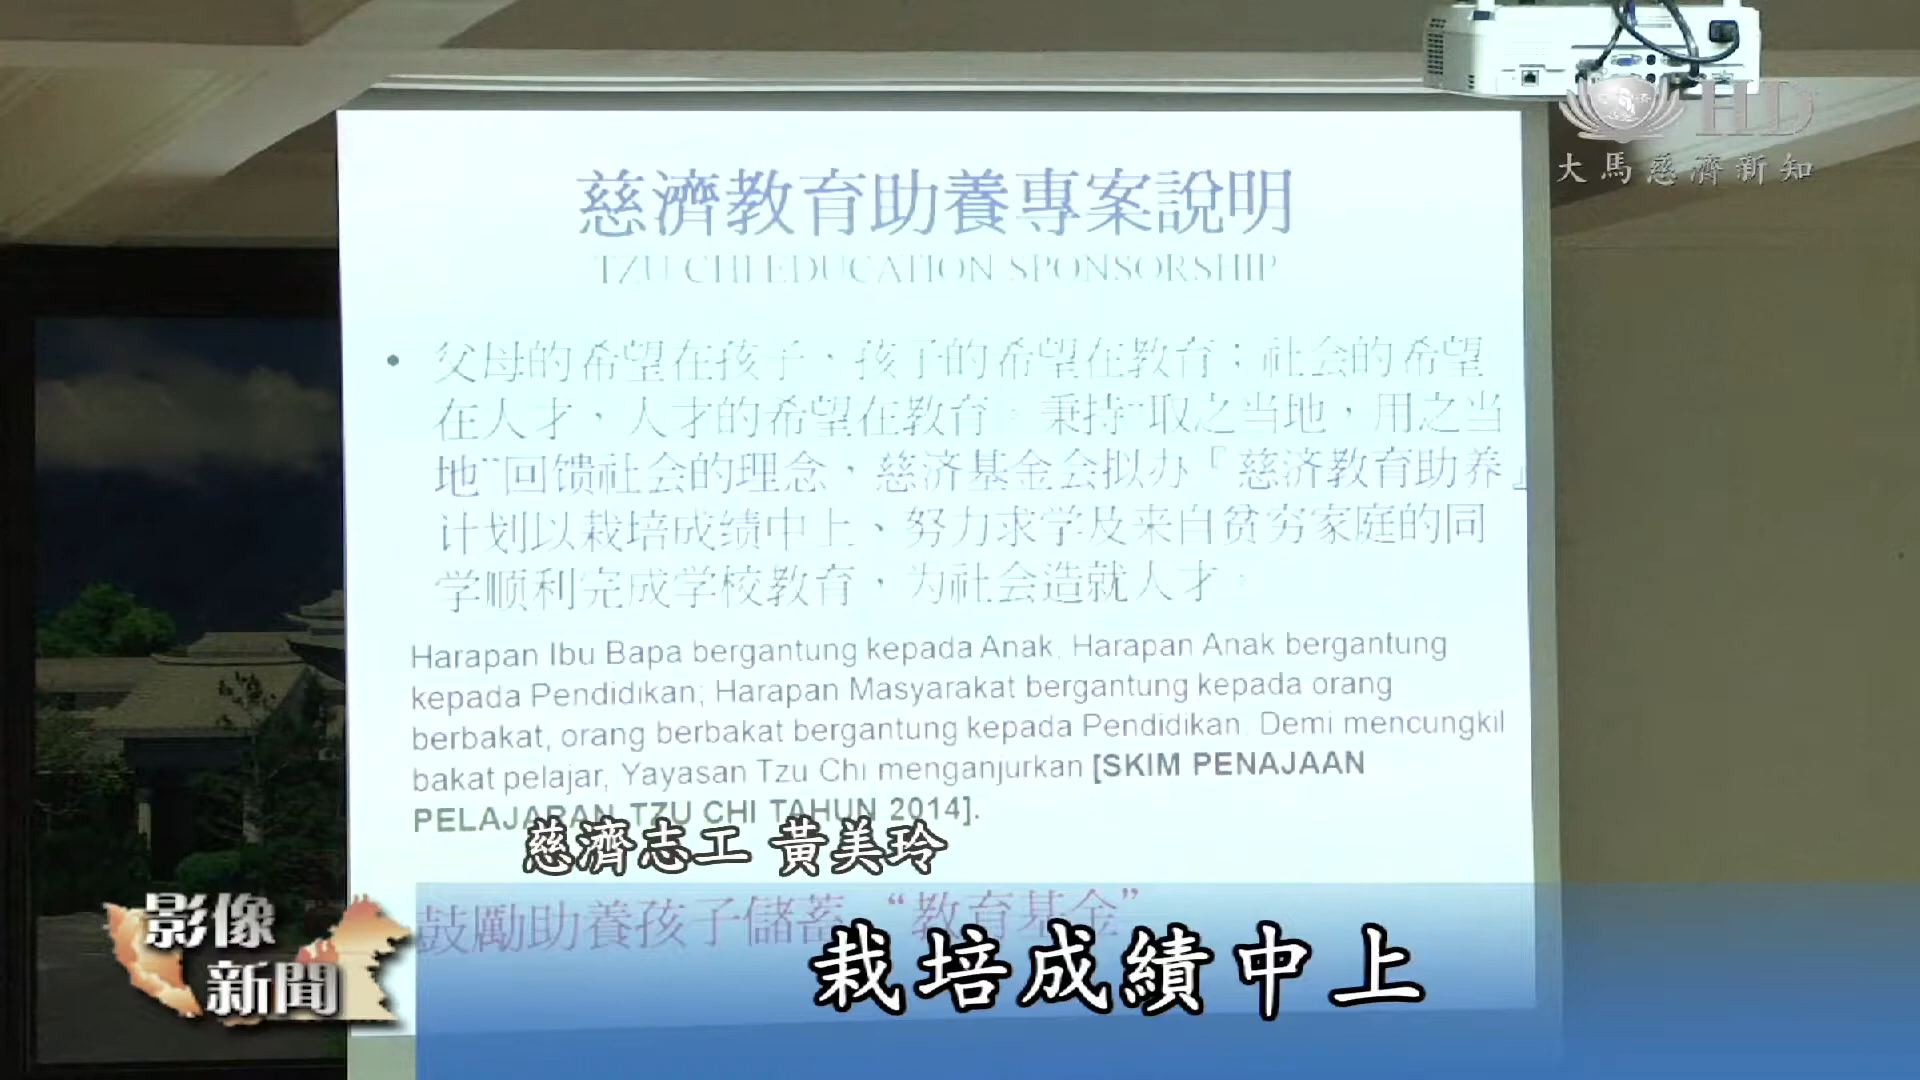 HD
大馬慈濟新知
慈濟教育助養專案說明
TZU CHI EDUCATION SPONSORSHIP
• 父母的希望在孩子，孩子的希望在教育；社会的希望
在人才，人才的希望在教育。秉持¨取之当地，用之当
地¨回馈社会的理念，慈济基金会拟办「慈济教育助养」
计划以栽培成绩中上、努力求学及来自贫穷家庭的同
学顺利完成学校教育，为社会造就人才。
Harapan Ibu Bapa bergantung kepada Anak. Harapan Anak bergantung
kepada Pendidikan; Harapan Masyarakat bergantung kepada orang
berbakat, orang berbakat bergantung kepada Pendidikan. Demi mencungkil
bakat pelajar, Yayasan Tzu Chi menganjurkan [SKIM PENAJAAN
PELAJARAN TZU CHI TAHUN 2014].
慈濟志工 黃美玲
鼓勵助養孩子儲蓄 “教育基金”
影像
新聞
栽培成績中上